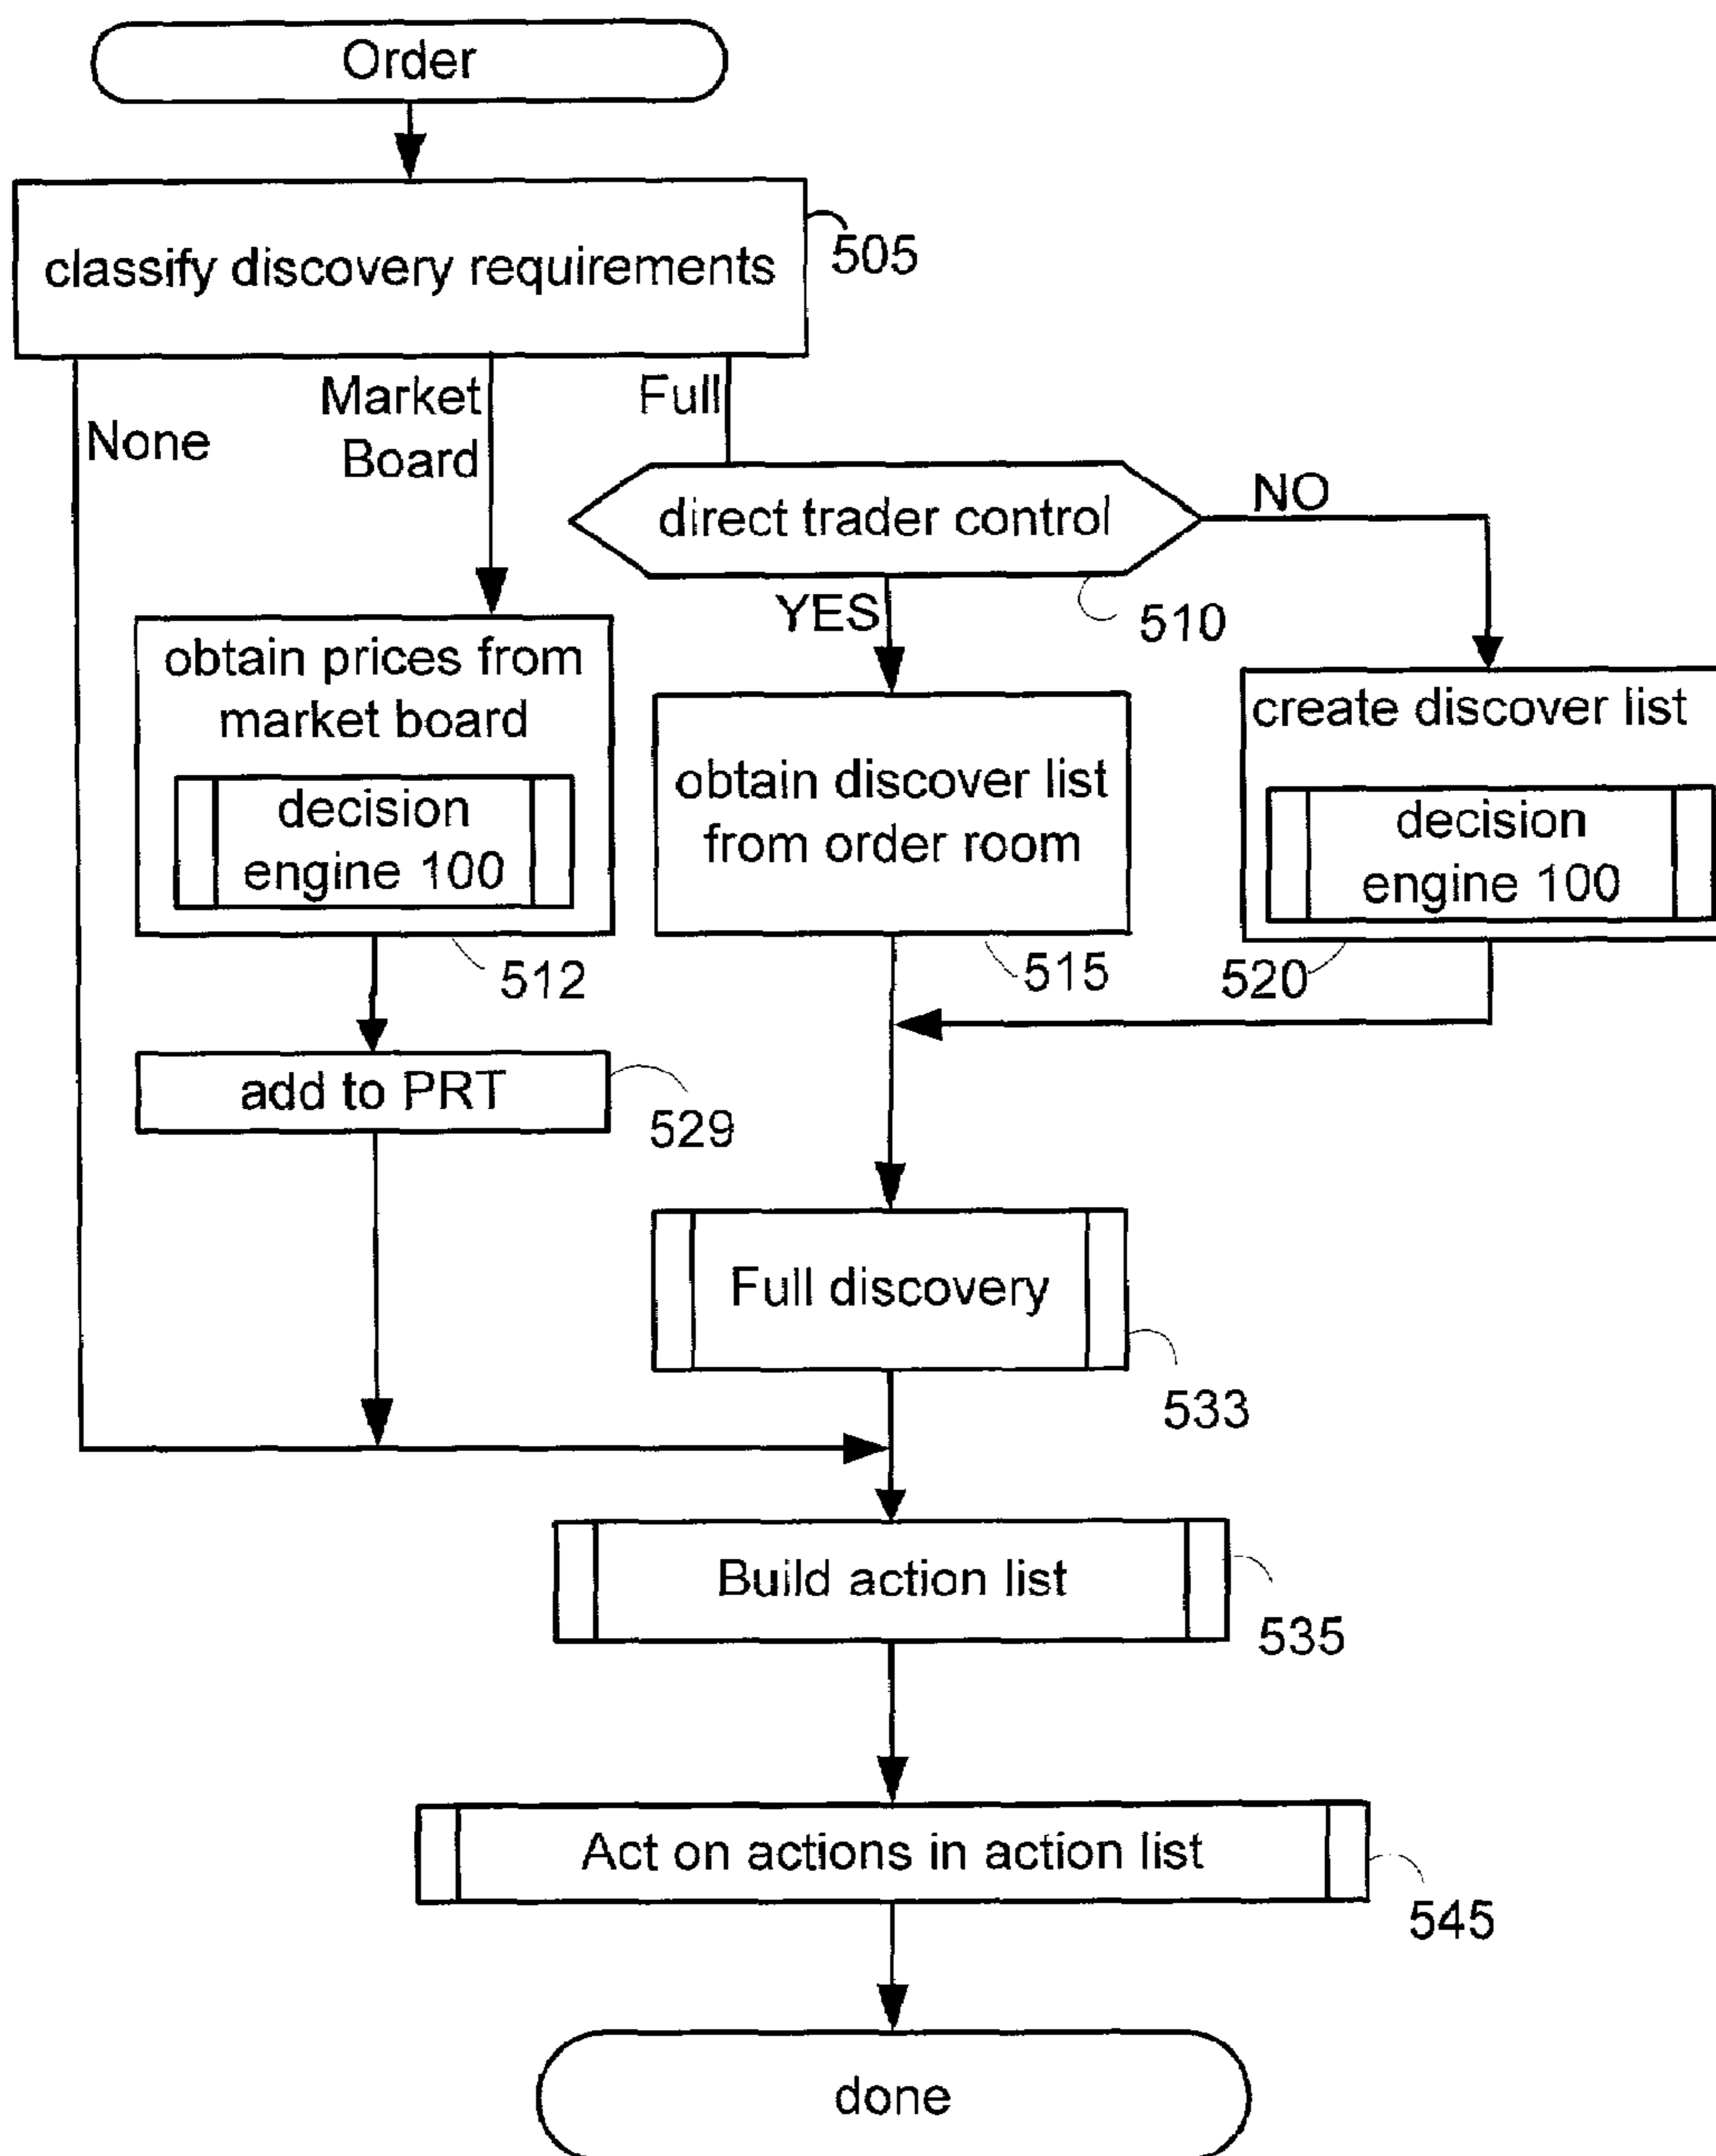 Order
classify discovery requirements
505
None
Market
Board
Full
direct trader control
NO
YES
510
obtain prices from
market board
decision
engine 100
512
obtain discover list
from order room
515
create discover list
decision
engine 100
520
add to PRT
529
Full discovery
533
Build action list
535
Act on actions in action list
545
done